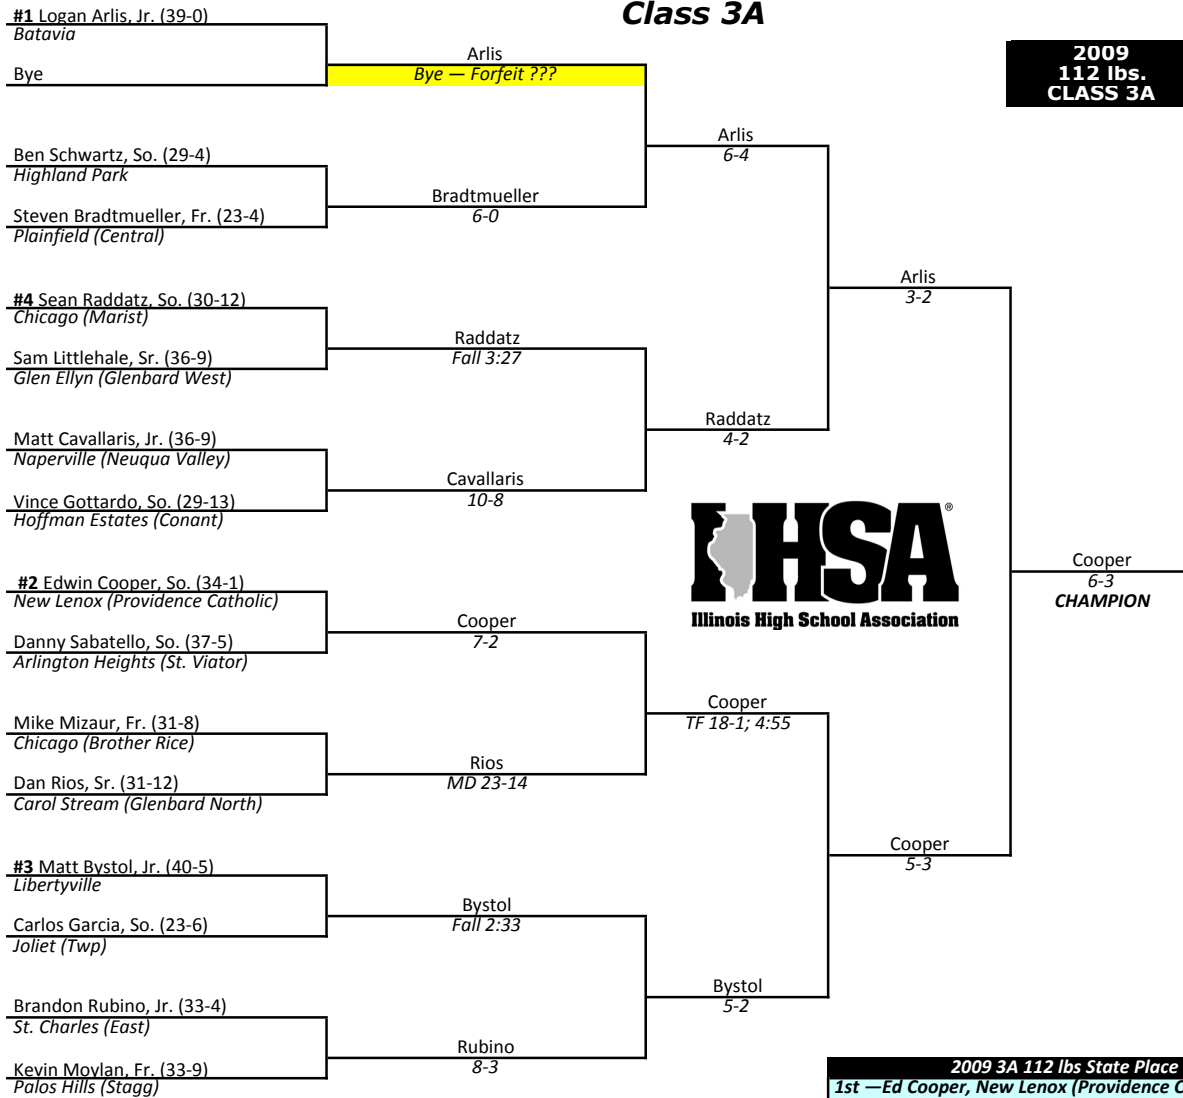 Class 3A
2009
112 lbs.
CLASS 3A
#1 Logan Arlis, Jr. (39-0)
Batavia
Bye
Arlis
Bye — Forfeit ???
Ben Schwartz, So. (29-4)
Highland Park
Steven Bradtmueller, Fr. (23-4)
Plainfield (Central)
Bradtmueller
6-0
Arlis
6-4
#4 Sean Raddatz, So. (30-12)
Chicago (Marist)
Sam Littlehale, Sr. (36-9)
Glen Ellyn (Glenbard West)
Raddatz
Fall 3:27
Matt Cavallaris, Jr. (36-9)
Naperville (Neuqua Valley)
Vince Gottardo, So. (29-13)
Hoffman Estates (Conant)
Cavallaris
10-8
Raddatz
4-2
Arlis
3-2
IHSA®
Illinois High School Association
#2 Edwin Cooper, So. (34-1)
New Lenox (Providence Catholic)
Danny Sabatello, So. (37-5)
Arlington Heights (St. Viator)
Cooper
7-2
Mike Mizaur, Fr. (31-8)
Chicago (Brother Rice)
Dan Rios, Sr. (31-12)
Carol Stream (Glenbard North)
Rios
MD 23-14
Cooper
TF 18-1; 4:55
#3 Matt Bystol, Jr. (40-5)
Libertyville
Carlos Garcia, So. (23-6)
Joliet (Twp)
Bystol
Fall 2:33
Brandon Rubino, Jr. (33-4)
St. Charles (East)
Kevin Moylan, Fr. (33-9)
Palos Hills (Stagg)
Rubino
8-3
Bystol
5-2
Cooper
5-3
Cooper
6-3
CHAMPION
2009 3A 112 lbs State Place
1st —Ed Cooper, New Lenox (Providence C